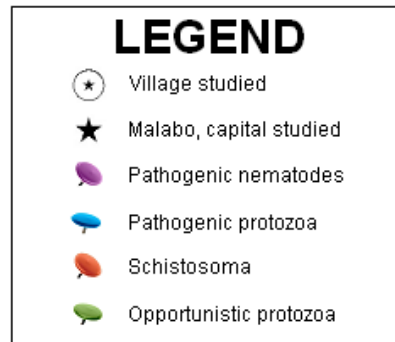 LEGEND
Village studied
Malabo, capital studied
Pathogenic nematodes
Pathogenic protozoa
Schistosoma
Opportunistic protozoa